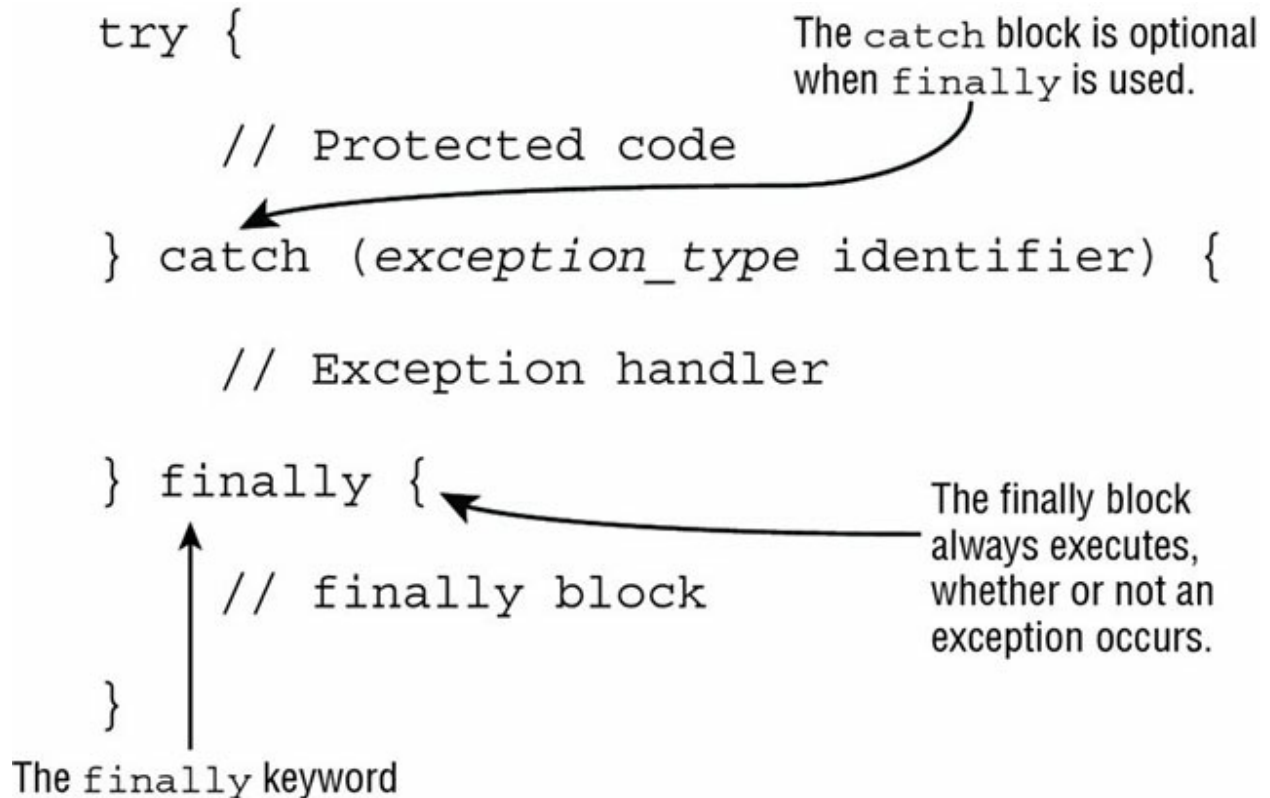 try {
The catch block is optional
when finally is used.
// Protected code
} catch (exception_type identifier) {
// Exception handler
} finally {
The finally block
always executes,
whether or not an
exception occurs.
// finally block
}
The finally keyword